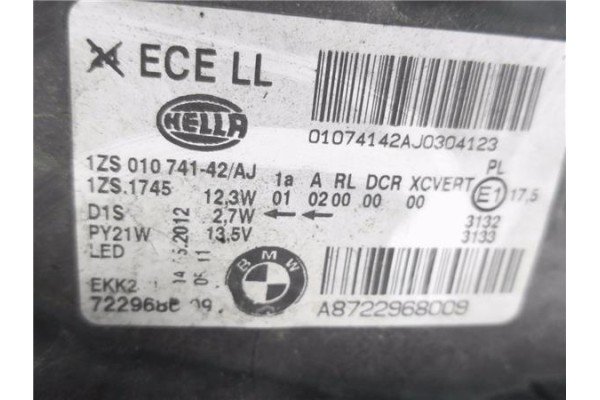 ECE LL
HELLA
01074142AJ0304123
1ZS 010 741-42/AJ
1ZS.1745
D1S
PY21W
LED
12,3W
2,7W
13,5V
1a A RL DCR XCVERT
01 02 00 00 00
PL
E1 17,5
3132
3133
EKK2
BMW
A8722968009